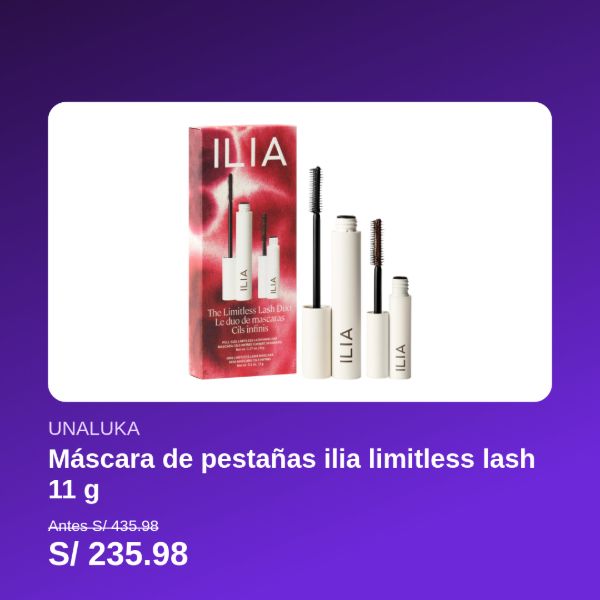 ILIA
ILIA
ILIA
The Limitless Lash Duo
Le duo de mascaras
Cils infinis
ILIA
ILIA
UNALUKA
Máscara de pestañas ilia limitless lash
11 g
Antes S/ 435.98
S/ 235.98